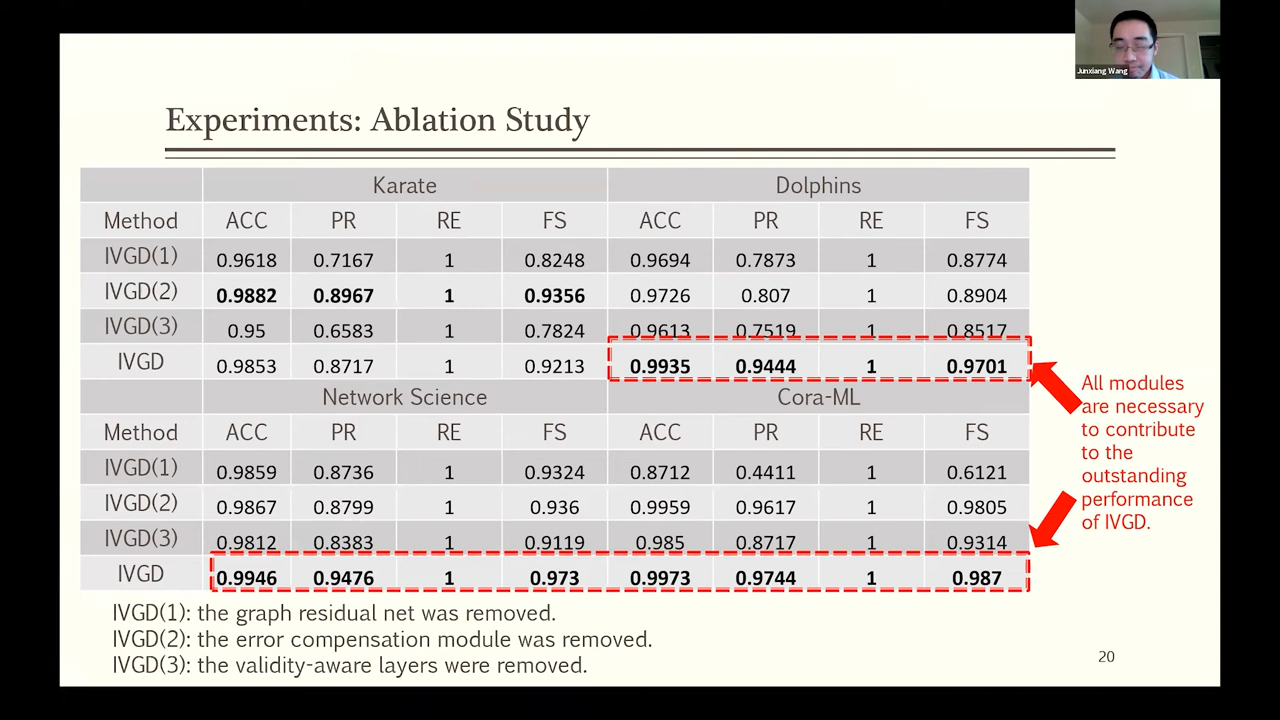 Junxiang Wang
Experiments: Ablation Study
Karate Dolphins
Method ACC PR RE FS ACC PR RE FS
IVGD(1) 0.9618 0.7167 1 0.8248 0.9694 0.7873 1 0.8774
IVGD(2) 0.9882 0.8967 1 0.9356 0.9726 0.807 1 0.8904
IVGD(3) 0.95 0.6583 1 0.7824 0.9613 0.7519 1 0.8517
IVGD 0.9853 0.8717 1 0.9213 0.9935 0.9444 1 0.9701
Network Science Cora-ML
Method ACC PR RE FS ACC PR RE FS
IVGD(1) 0.9859 0.8736 1 0.9324 0.8712 0.4411 1 0.6121
IVGD(2) 0.9867 0.8799 1 0.936 0.9959 0.9617 1 0.9805
IVGD(3) 0.9812 0.8383 1 0.9119 0.985 0.8717 1 0.9314
IVGD 0.9946 0.9476 1 0.973 0.9973 0.9744 1 0.987
All modules
are necessary
to contribute
to the
outstanding
performance
of IVGD.
IVGD(1): the graph residual net was removed.
IVGD(2): the error compensation module was removed.
IVGD(3): the validity-aware layers were removed.
20